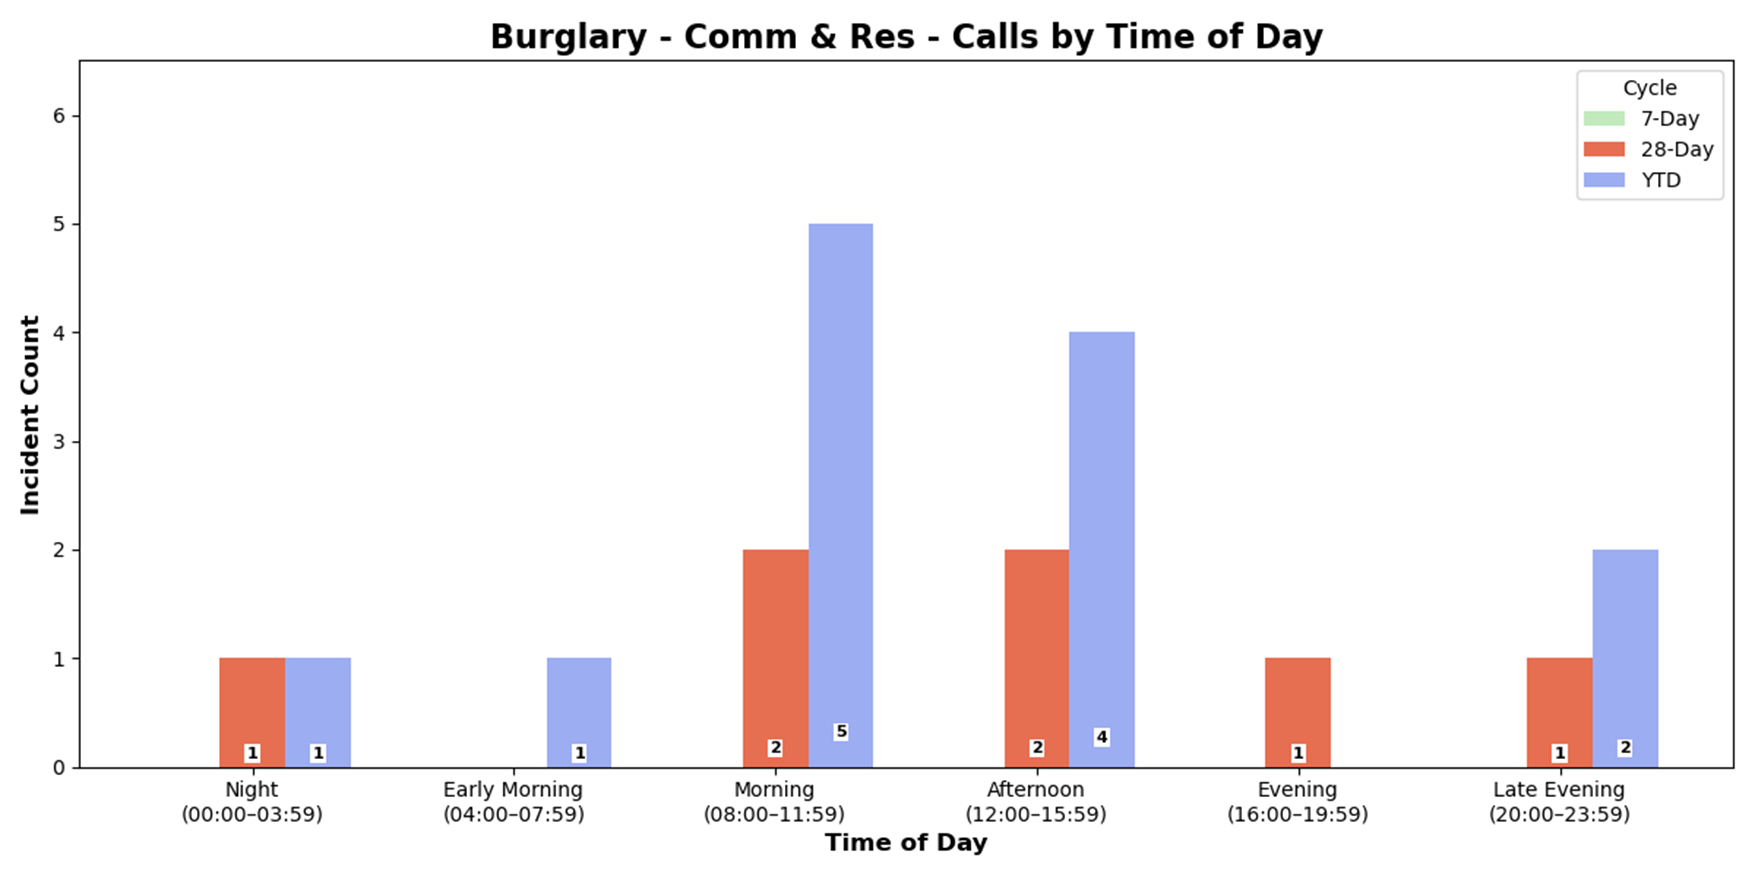 Burglary - Comm & Res - Calls by Time of Day
Cycle
7-Day
28-Day
YTD
Incident Count
6
5
4
3
2
1
0
1
1
1
2
5
2
4
1
1
2
Night
(00:00–03:59)
Early Morning
(04:00–07:59)
Morning
(08:00–11:59)
Afternoon
(12:00–15:59)
Evening
(16:00–19:59)
Late Evening
(20:00–23:59)
Time of Day